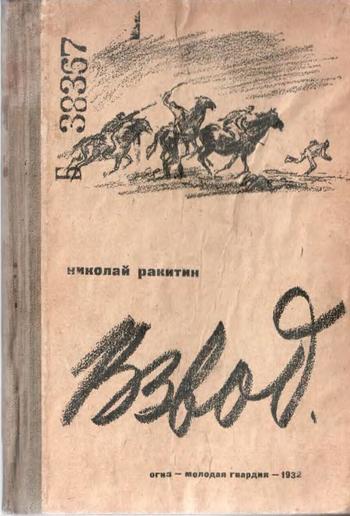 Б 38367
николай ракитин
Взвод.
огиз – молодая гвардия – 1932